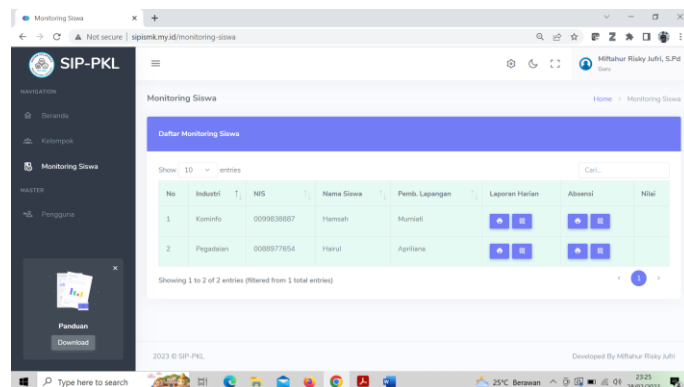 Monitoring Siswa
Not secure | sipismk.my.id/monitoring-siswa
SIP-PKL
Miftahur Risky Jufri, S.Pd
Guru
NAVIGATION
Beranda
Kelompok
Monitoring Siswa
MASTER
Pengguna
Panduan
Download
Monitoring Siswa
Home > Monitoring Siswa
Daftar Monitoring Siswa
Show 10 entries
Cari...
No Industri NIS Nama Siswa Pemb. Lapangan Laporan Harian Absensi Nilai
1 Kominfo 0099838887 Hamsah Murniati
2 Pegadaian 0088977654 Hairul Apriliana
Showing 1 to 2 of 2 entries (filtered from 1 total entries)
1
2023 © SIP-PKL.
Developed By Miftahur Risky Jufri
Type here to search
25°C Berawan
23:25